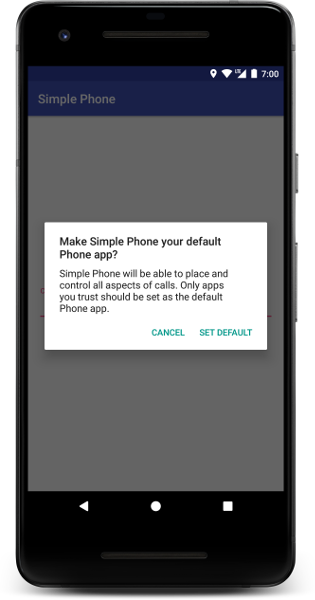 LTE 7:00
Simple Phone
Make Simple Phone your default
Phone app?
Simple Phone will be able to place and
control all aspects of calls. Only apps
you trust should be set as the default
Phone app.
CANCEL SET DEFAULT